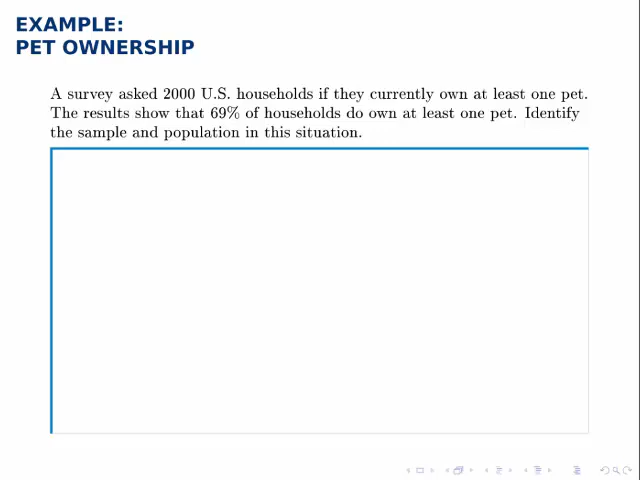 EXAMPLE:
PET OWNERSHIP
A survey asked 2000 U.S. households if they currently own at least one pet.
The results show that 69% of households do own at least one pet. Identify
the sample and population in this situation.